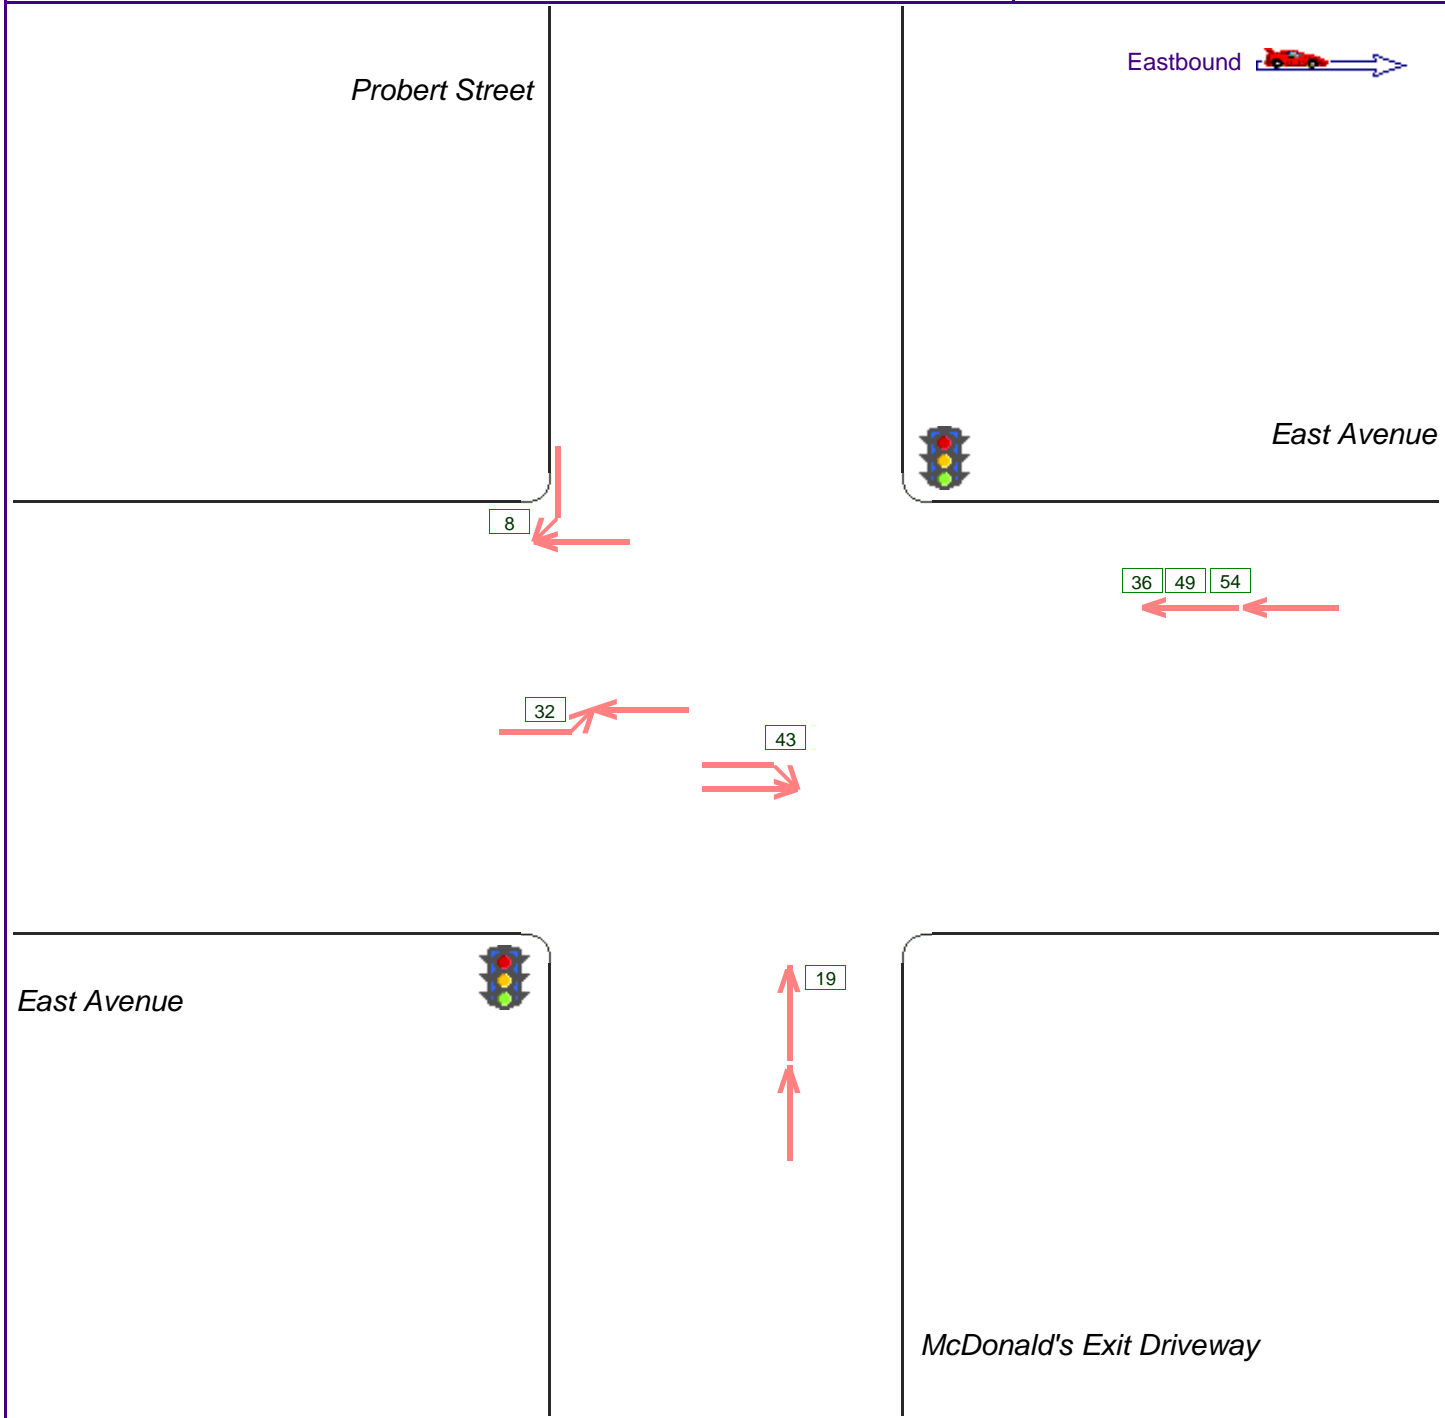 Eastbound
Probert Street
East Avenue
8
36 49 54
32
43
19
East Avenue
McDonald's Exit Driveway